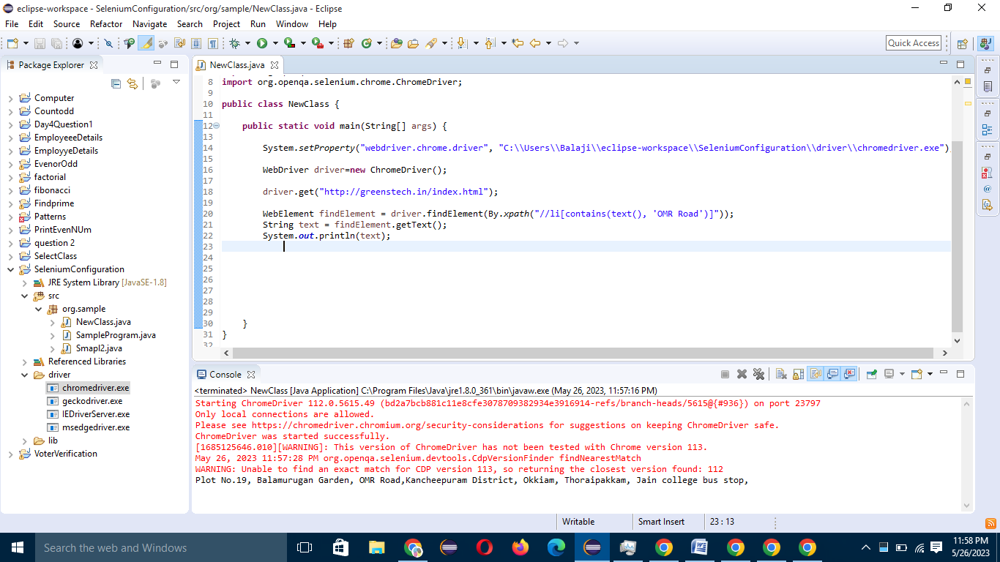 eclipse-workspace - SeleniumConfiguration/src/org/sample/NewClass.java - Eclipse
File Edit Source Refactor Navigate Search Project Run Window Help
Quick Access
Package Explorer
Computer
Countodd
Day4Question1
EmployeeeDetails
EmployyeDetails
EvenorOdd
factorial
fibonacci
Findprime
Patterns
PrintEvenNUm
question 2
SelectClass
SeleniumConfiguration
JRE System Library [JavaSE-1.8]
src
org.sample
NewClass.java
SampleProgram.java
Smapl2.java
Referenced Libraries
driver
chromedriver.exe
geckodriver.exe
IEDriverServer.exe
msedgedriver.exe
lib
VoterVerification
NewClass.java
8 import org.openqa.selenium.chrome.ChromeDriver;
9
10 public class NewClass {
11
12 public static void main(String[] args) {
13
14 System.setProperty("webdriver.chrome.driver", "C:\\Users\\Balaji\\eclipse-workspace\\SeleniumConfiguration\\driver\\chromedriver.exe")
15
16 WebDriver driver=new ChromeDriver();
17
18 driver.get("http://greenstech.in/index.html");
19
20 WebElement findElement = driver.findElement(By.xpath("//li[contains(text(), 'OMR Road')]"));
21 String text = findElement.getText();
22 System.out.println(text);
23
24
25
26
27
28
29
30 }
31 }
32
Console
<terminated> NewClass [Java Application] C:\Program Files\Java\jre1.8.0_361\bin\javaw.exe (May 26, 2023, 11:57:16 PM)
Starting ChromeDriver 112.0.5615.49 (bd2a7bcb881c11e8cfe3078709382934e3916914-refs/branch-heads/5615@{#936}) on port 23797
Only local connections are allowed.
Please see https://chromedriver.chromium.org/security-considerations for suggestions on keeping ChromeDriver safe.
ChromeDriver was started successfully.
[1685125646.010][WARNING]: This version of ChromeDriver has not been tested with Chrome version 113.
May 26, 2023 11:57:28 PM org.openqa.selenium.devtools.CdpVersionFinder findNearestMatch
WARNING: Unable to find an exact match for CDP version 113, so returning the closest version found: 112
Plot No.19, Balamurugan Garden, OMR Road,Kancheepuram District, Okkiam, Thoraipakkam, Jain college bus stop,
Writable Smart Insert 23 : 13
Search the web and Windows
11:58 PM
5/26/2023